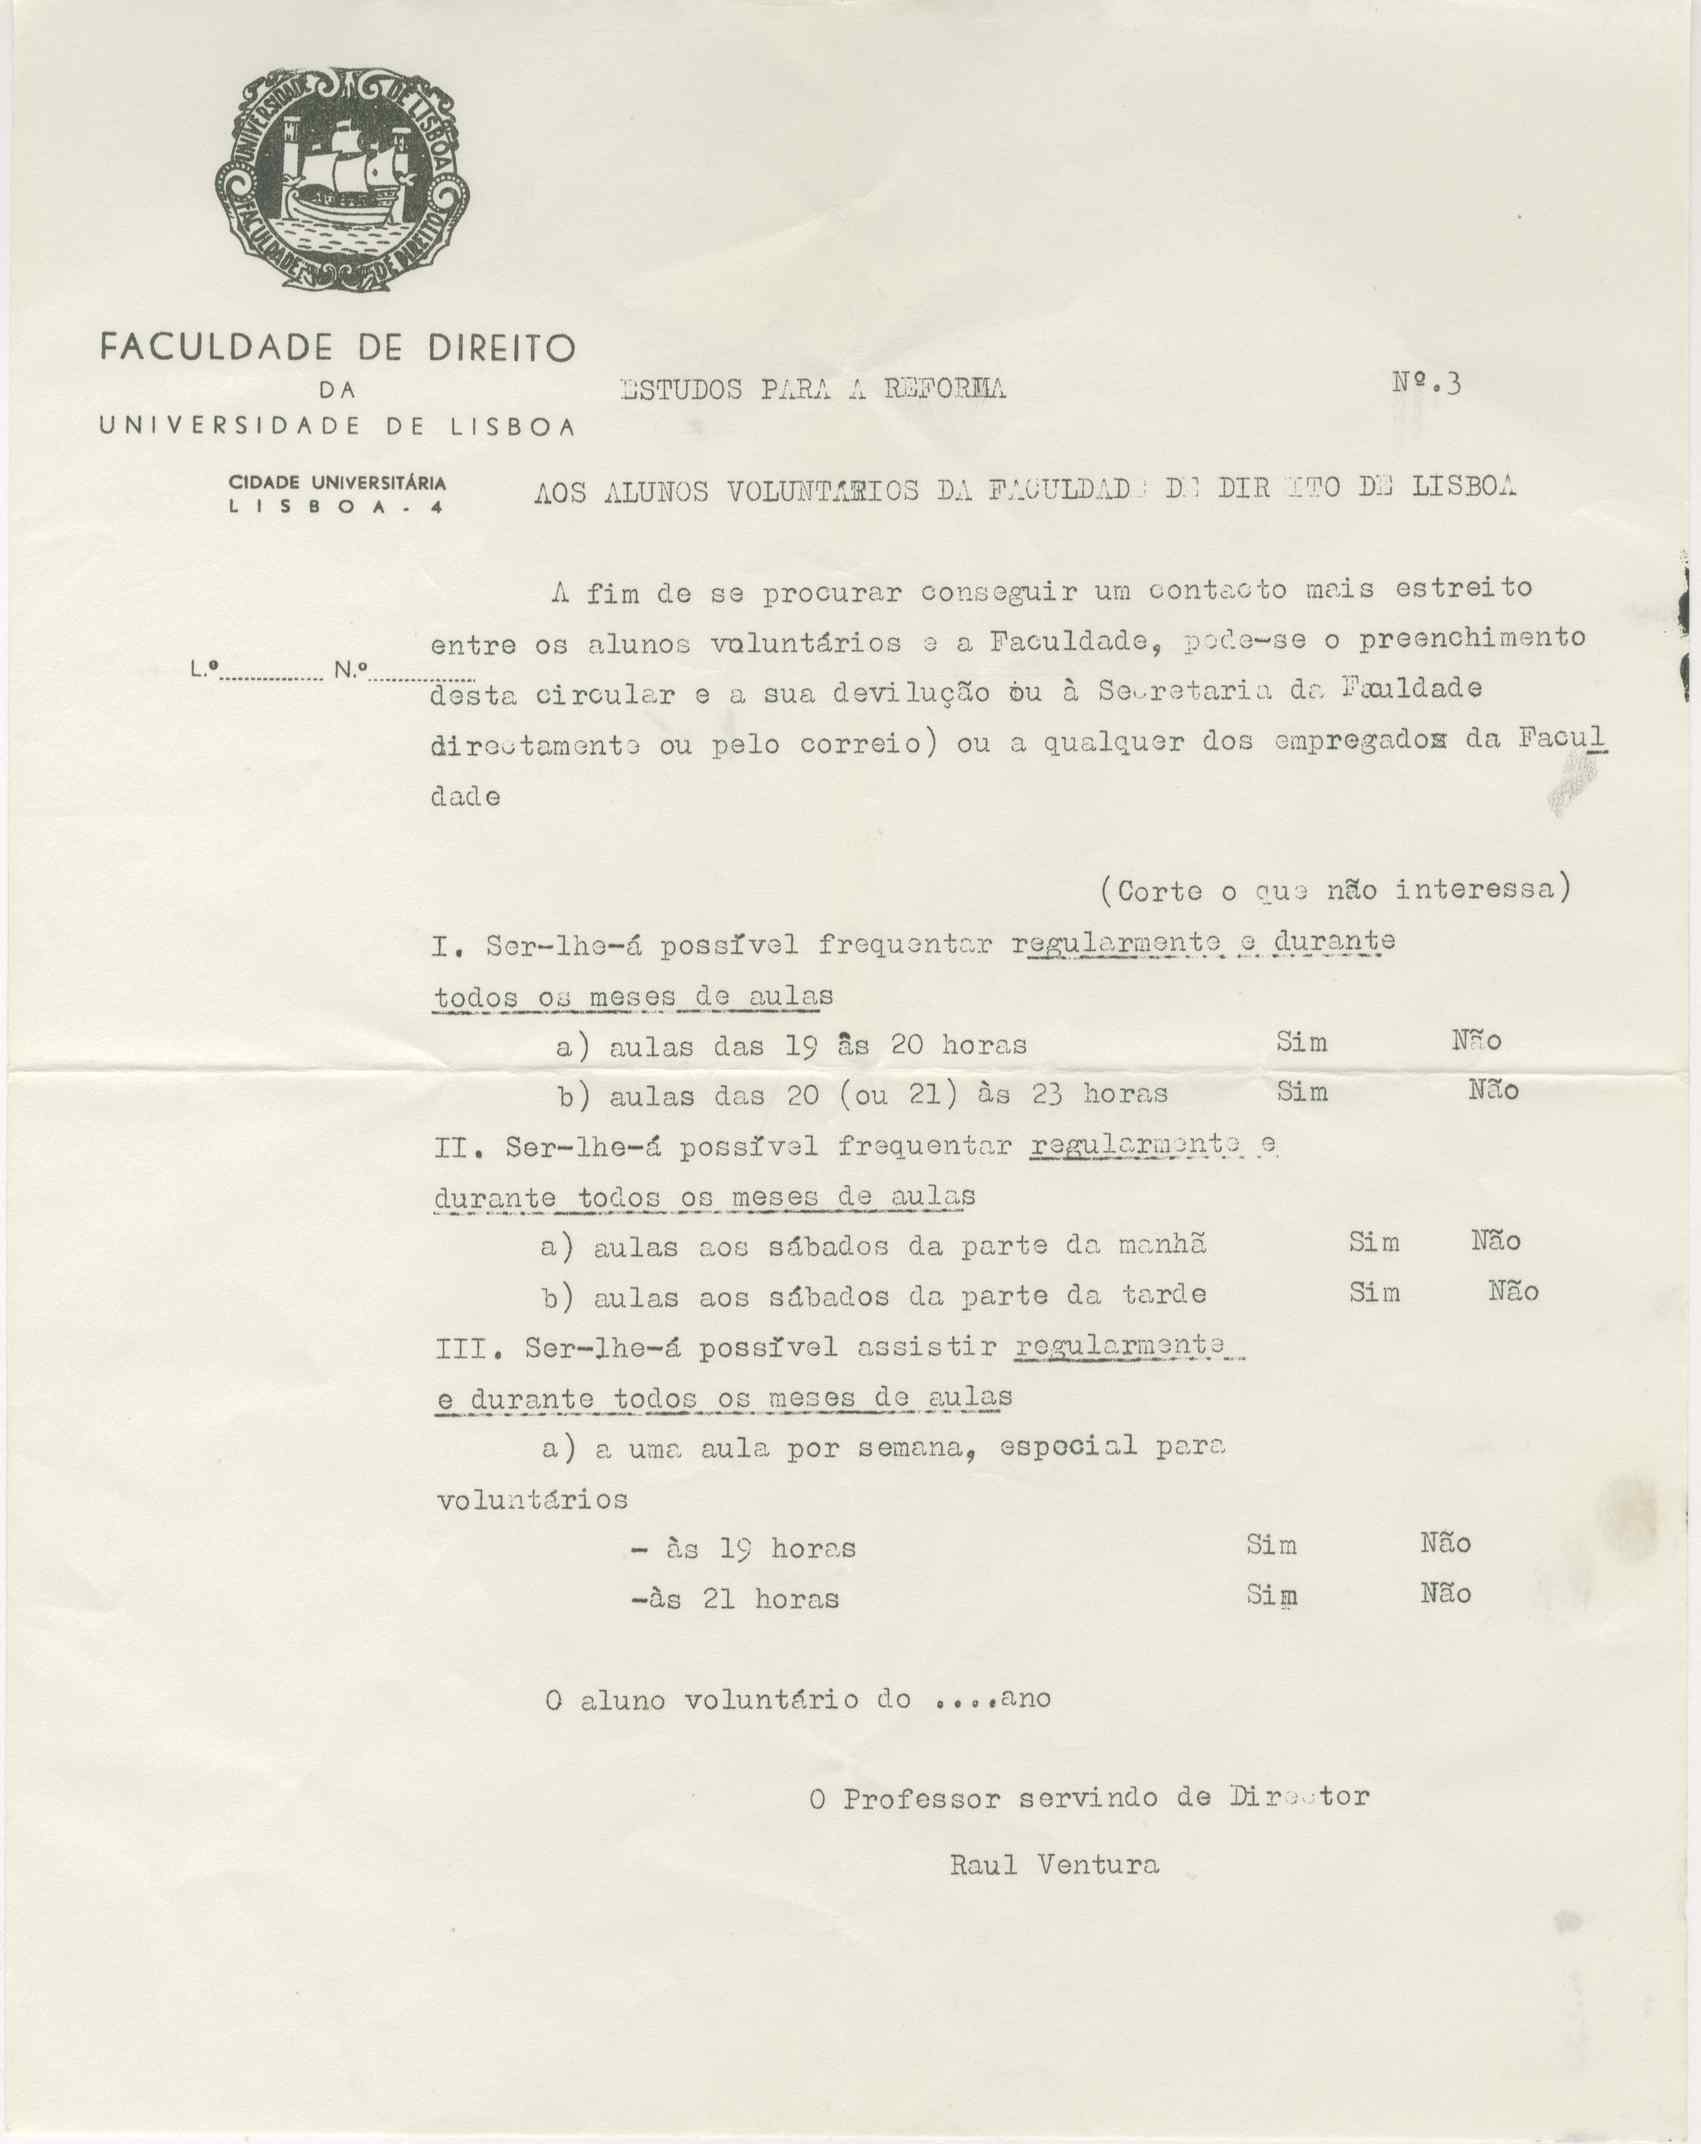 UNIVERSIDADE DE LISBOA
FACULDADE DE DIREITO
FACULDADE DE DIREITO
DA
UNIVERSIDADE DE LISBOA
CIDADE UNIVERSITÁRIA
LISBOA - 4
L.º................ N.º................
ESTUDOS PARA A REFORMA
Nº.3
AOS ALUNOS VOLUNTÁRIOS DA FACULDADE DE DIREITO DE LISBOA
A fim de se procurar conseguir um contacto mais estreito
entre os alunos voluntários e a Faculdade, pede-se o preenchimento
desta circular e a sua devilução ou à Secretaria da Faculdade
directamente ou pelo correio) ou a qualquer dos empregados da Facul
dade
(Corte o que não interessa)
I. Ser-lhe-á possível frequentar regularmente e durante
todos os meses de aulas
a) aulas das 19 às 20 horas Sim Não
b) aulas das 20 (ou 21) às 23 horas Sim Não
II. Ser-lhe-á possível frequentar regularmente e
durante todos os meses de aulas
a) aulas aos sábados da parte da manhã Sim Não
b) aulas aos sábados da parte da tarde Sim Não
III. Ser-lhe-á possível assistir regularmente
e durante todos os meses de aulas
a) a uma aula por semana, especial para
voluntários
- às 19 horas Sim Não
-às 21 horas Sim Não
O aluno voluntário do ....ano
O Professor servindo de Director
Raul Ventura